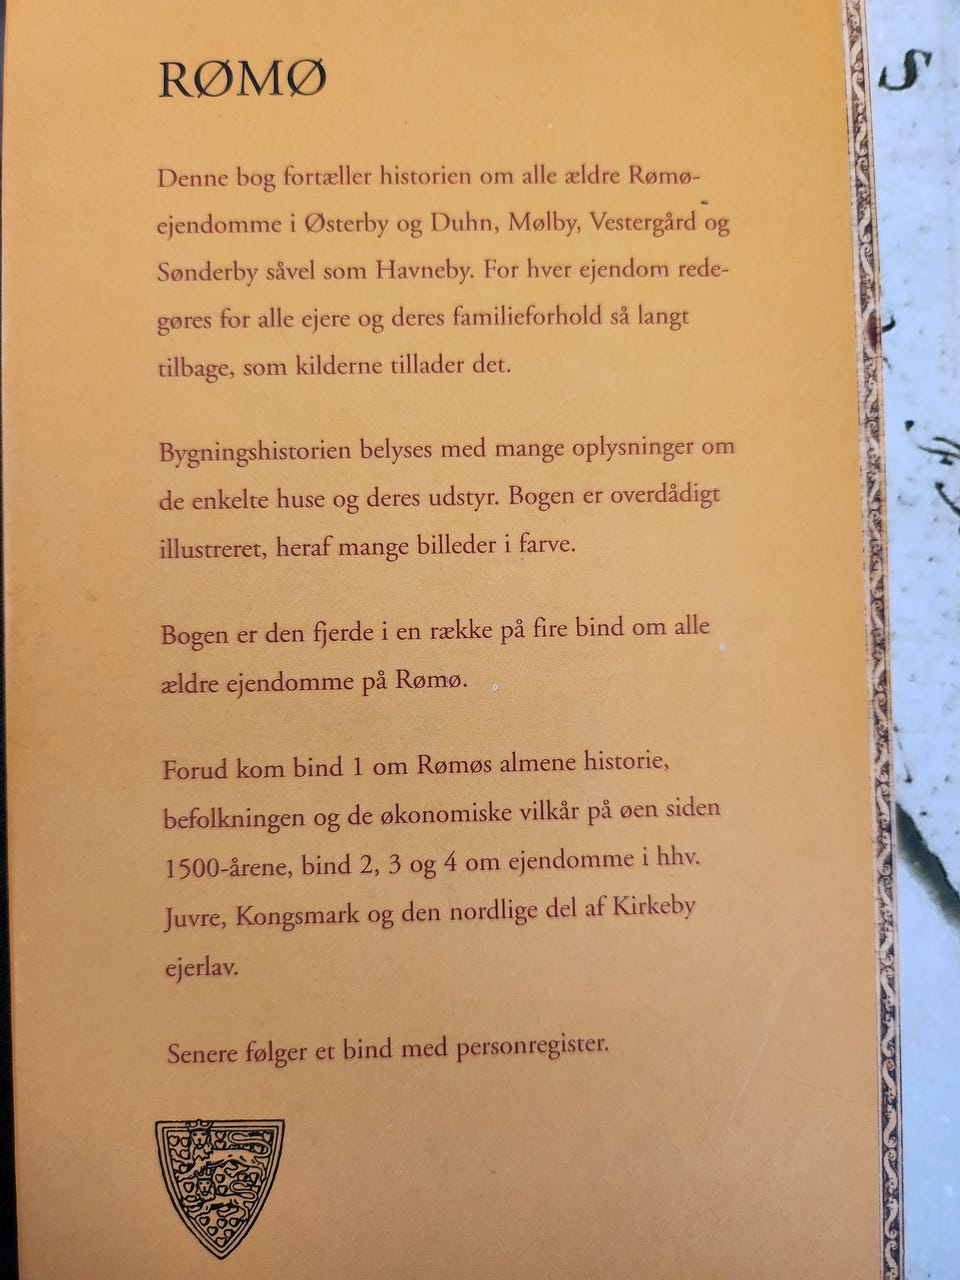 RØMØ
Denne bog fortæller historien om alle ældre Rømø-
ejendomme i Østerby og Duhn, Mølby, Vestergård og
Sønderby såvel som Havneby. For hver ejendom rede-
gøres for alle ejere og deres familieforhold så langt
tilbage, som kilderne tillader det.
Bygningshistorien belyses med mange oplysninger om
de enkelte huse og deres udstyr. Bogen er overdådigt
illustreret, heraf mange billeder i farve.
Bogen er den fjerde i en række på fire bind om alle
ældre ejendomme på Rømø.
Forud kom bind 1 om Rømøs almene historie,
befolkningen og de økonomiske vilkår på øen siden
1500-årene, bind 2, 3 og 4 om ejendomme i hhv.
Juvre, Kongsmark og den nordlige del af Kirkeby
ejerlav.
Senere følger et bind med personregister.